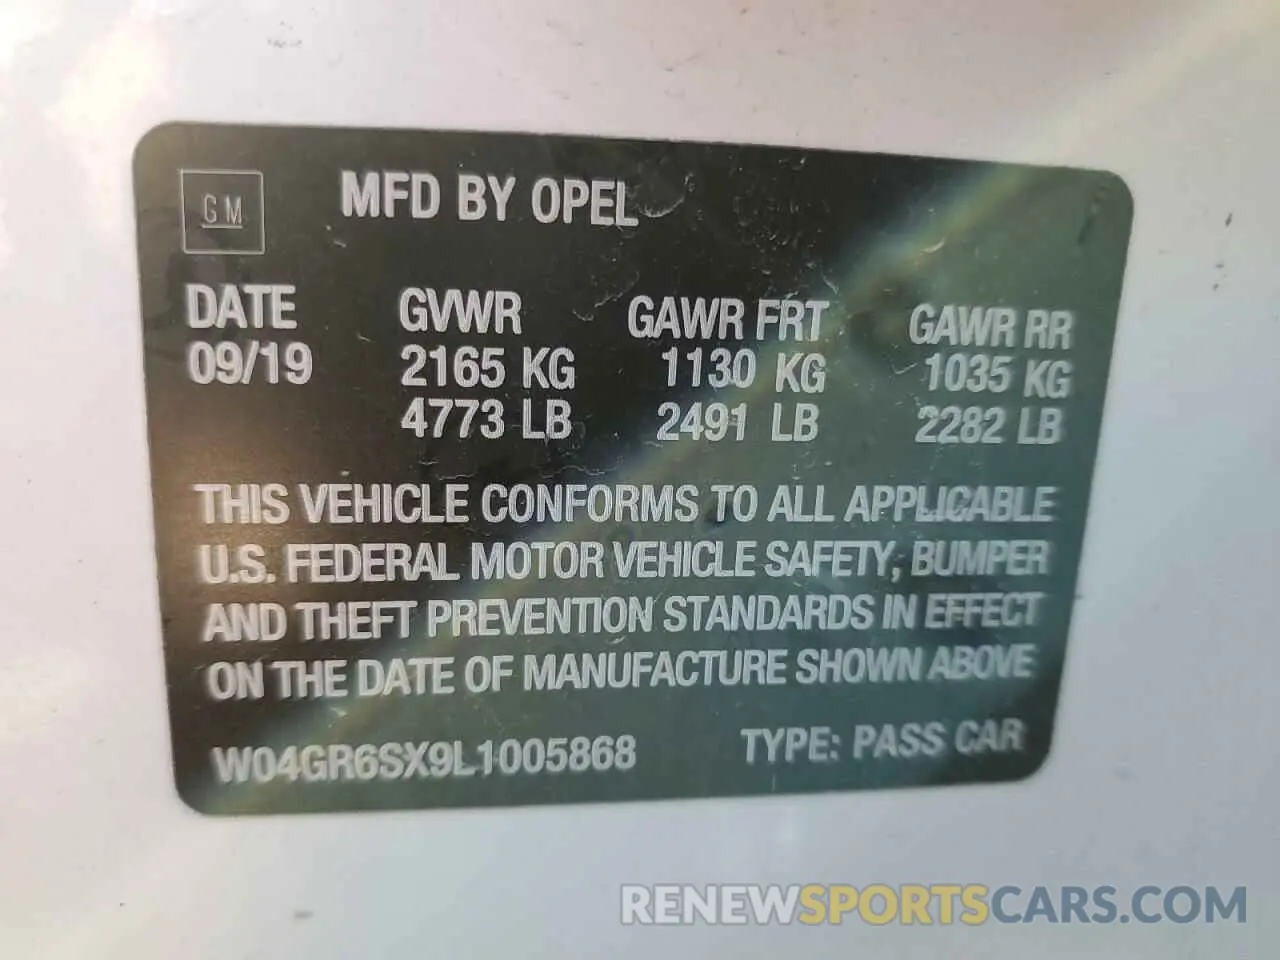 GM
MFD BY OPEL
DATE GVWR GAWR FRT GAWR RR
09/19 2165 KG 1130 KG 1035 KG
4773 LB 2491 LB 2282 LB
THIS VEHICLE CONFORMS TO ALL APPLICABLE
U.S. FEDERAL MOTOR VEHICLE SAFETY, BUMPER
AND THEFT PREVENTION STANDARDS IN EFFECT
ON THE DATE OF MANUFACTURE SHOWN ABOVE
W04GR6SX9L1005868 TYPE: PASS CAR
RENEWSPORTSCARS.COM